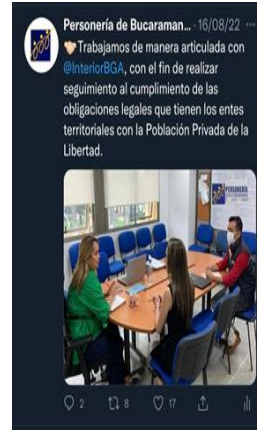 Personería de Bucaraman... · 16/08/22 ···
Trabajamos de manera articulada con
@InteriorBGA, con el fin de realizar
seguimiento al cumplimiento de las
obligaciones legales que tienen los entes
territoriales con la Población Privada de la
Libertad.
PERSONERÍA
2 8 17